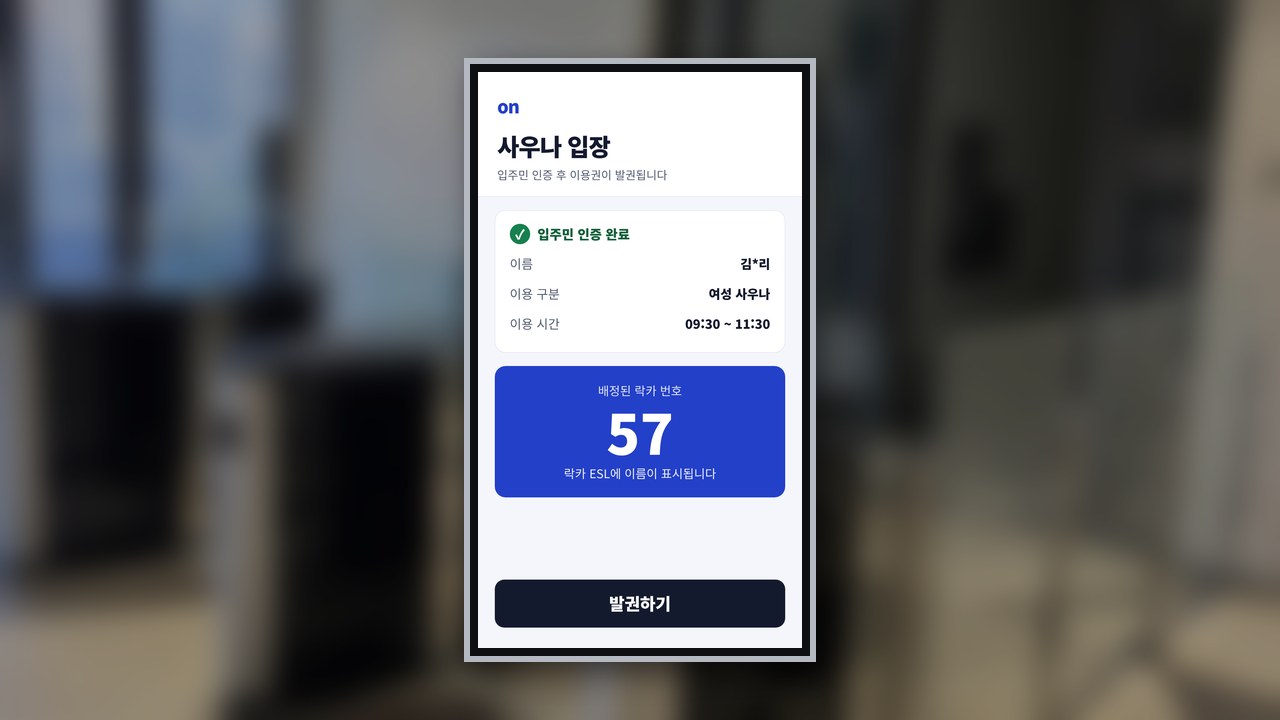 on
사우나 입장
입주민 인증 후 이용권이 발권됩니다
✓ 입주민 인증 완료
이름 김*리
이용 구분 여성 사우나
이용 시간 09:30 ~ 11:30
배정된 락카 번호
57
락카 ESL에 이름이 표시됩니다
발권하기